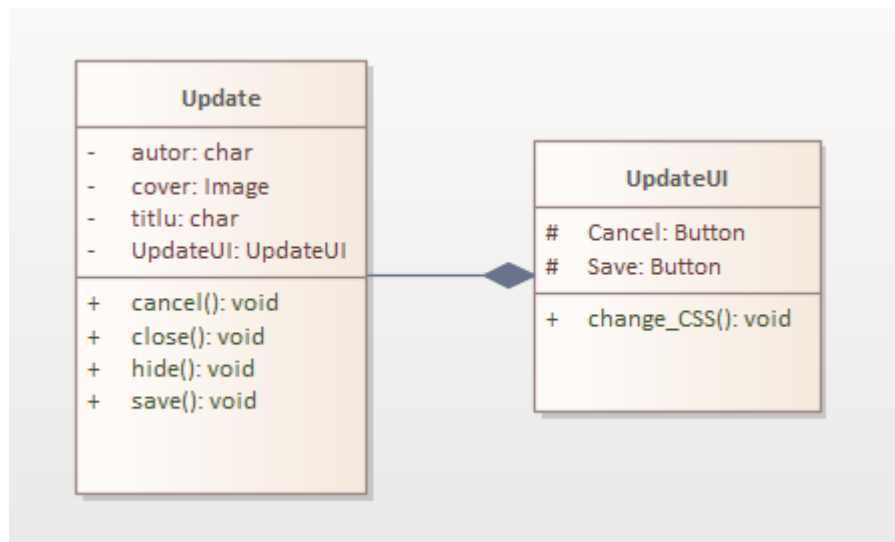 Update
- autor: char
- cover: Image
- titlu: char
- UpdateUI: UpdateUI
+ cancel(): void
+ close(): void
+ hide(): void
+ save(): void
UpdateUI
# Cancel: Button
# Save: Button
+ change_CSS(): void